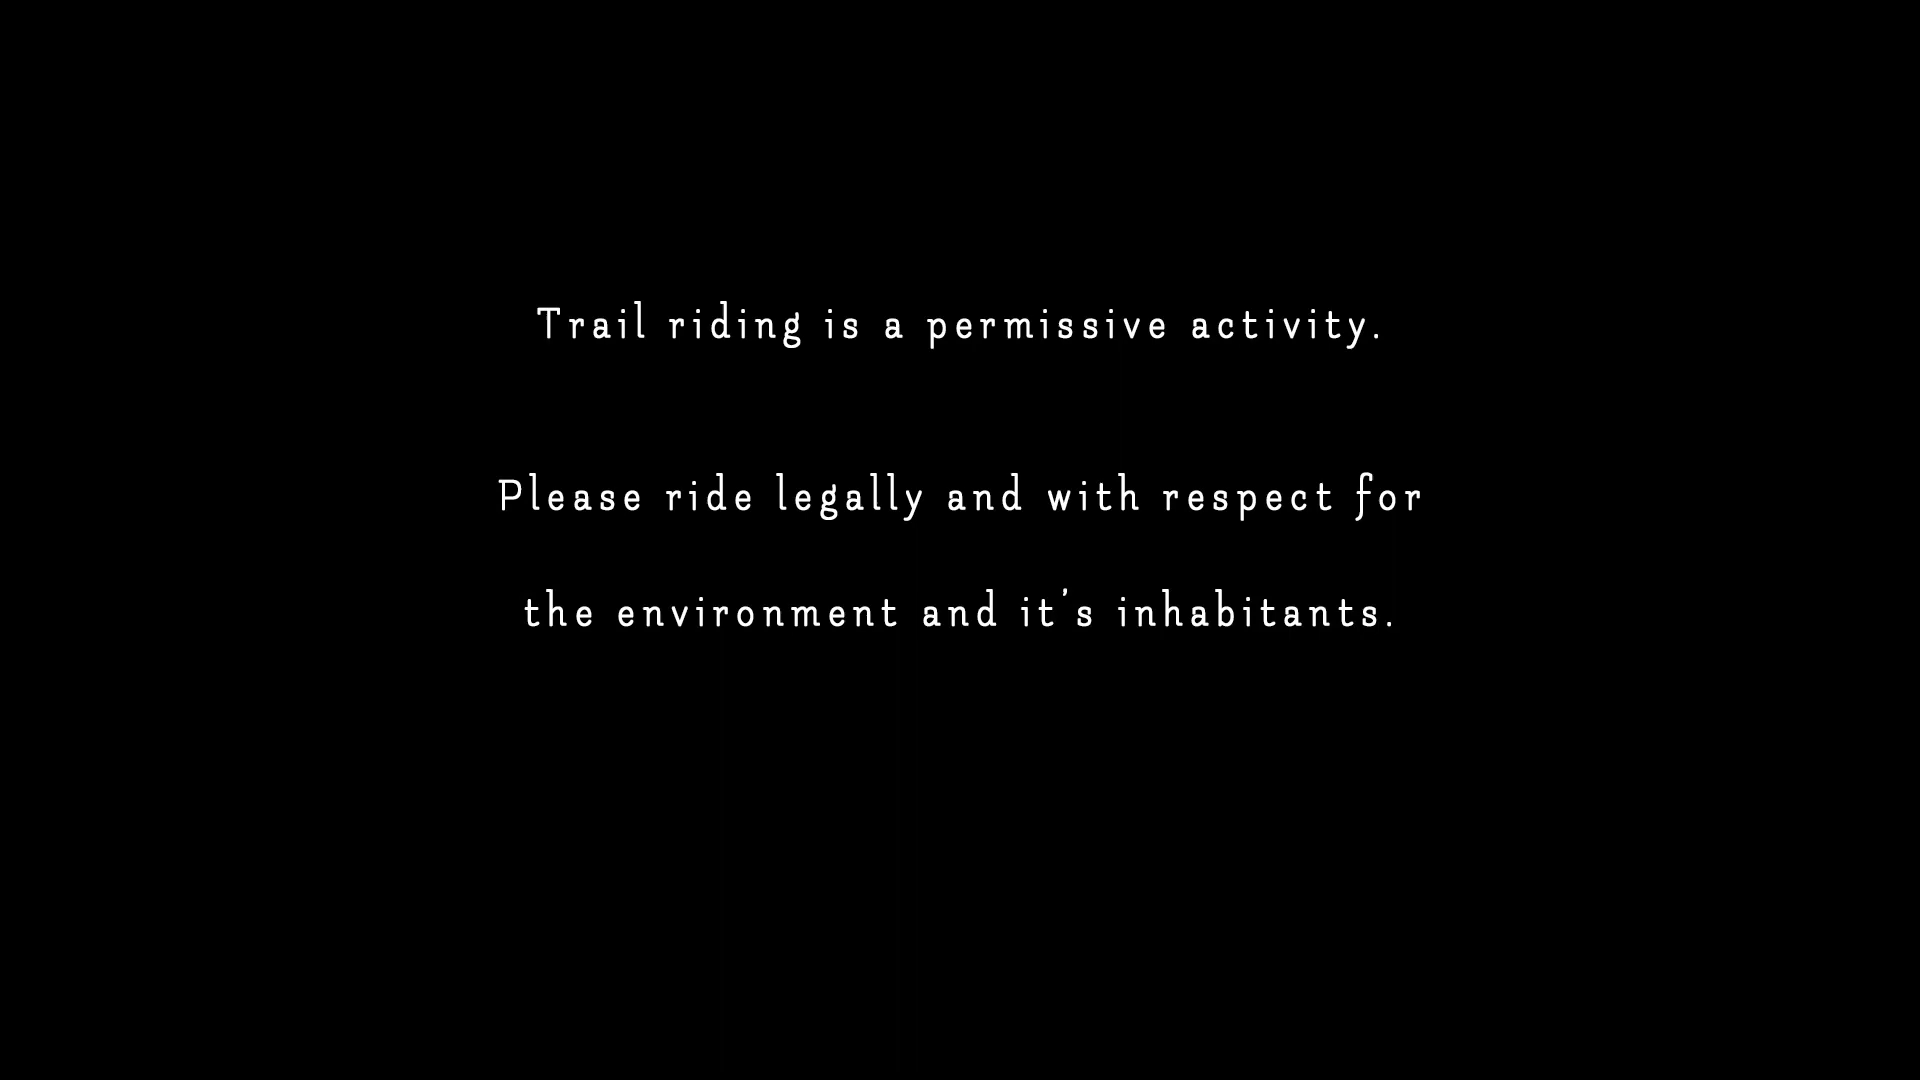 Trail riding is a permissive activity.
Please ride legally and with respect for
the environment and it's inhabitants.